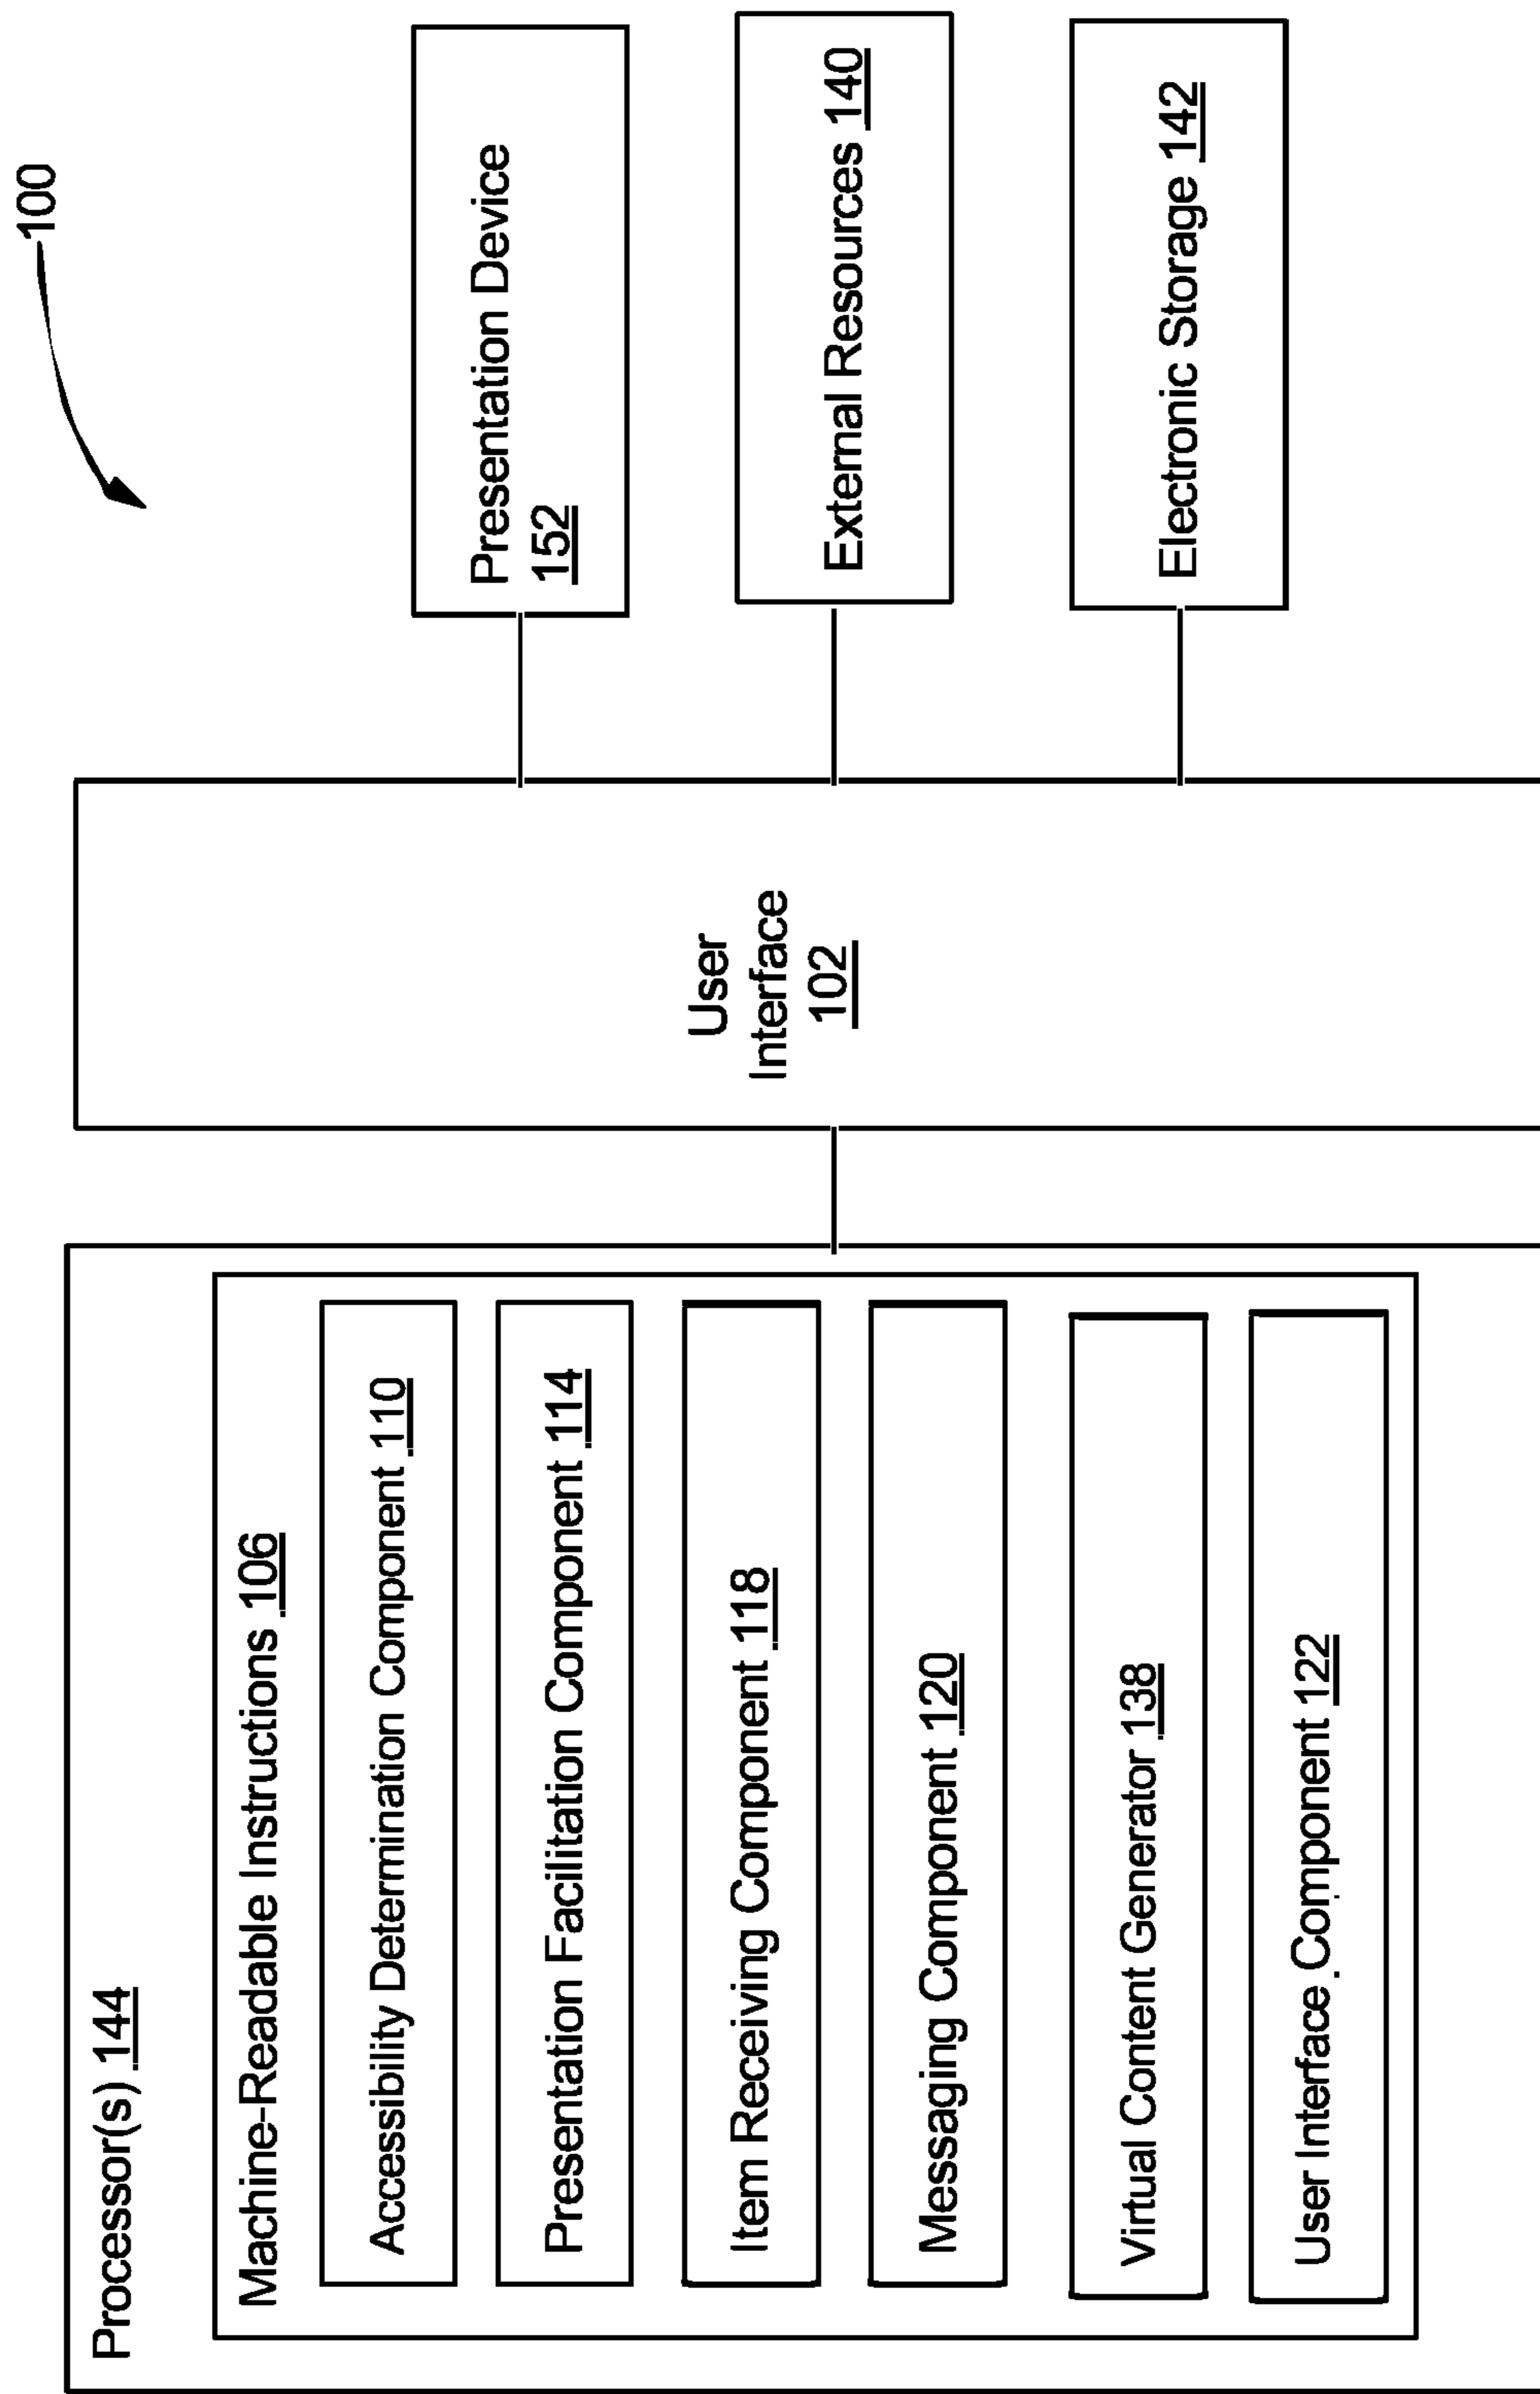 100
Processor(s) 144
Machine-Readable Instructions 106
Accessibility Determination Component 110
Presentation Facilitation Component 114
Item Receiving Component 118
Messaging Component 120
Virtual Content Generator 138
User Interface Component 122
User
Interface
102
Presentation Device
152
External Resources 140
Electronic Storage 142